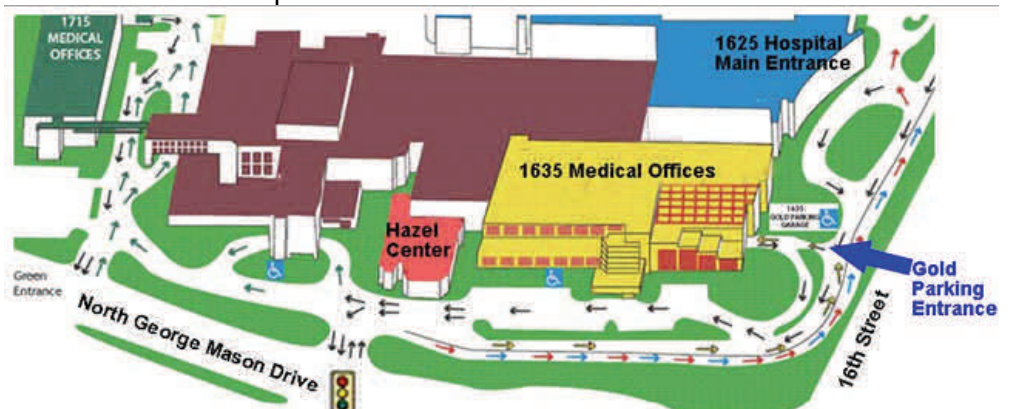 1715
MEDICAL
OFFICES
1625 Hospital
Main Entrance
1635 Medical Offices
1635
GOLD PARKING
GARAGE
Hazel
Center
Gold
Parking
Entrance
Green
Entrance
North George Mason Drive
16th Street